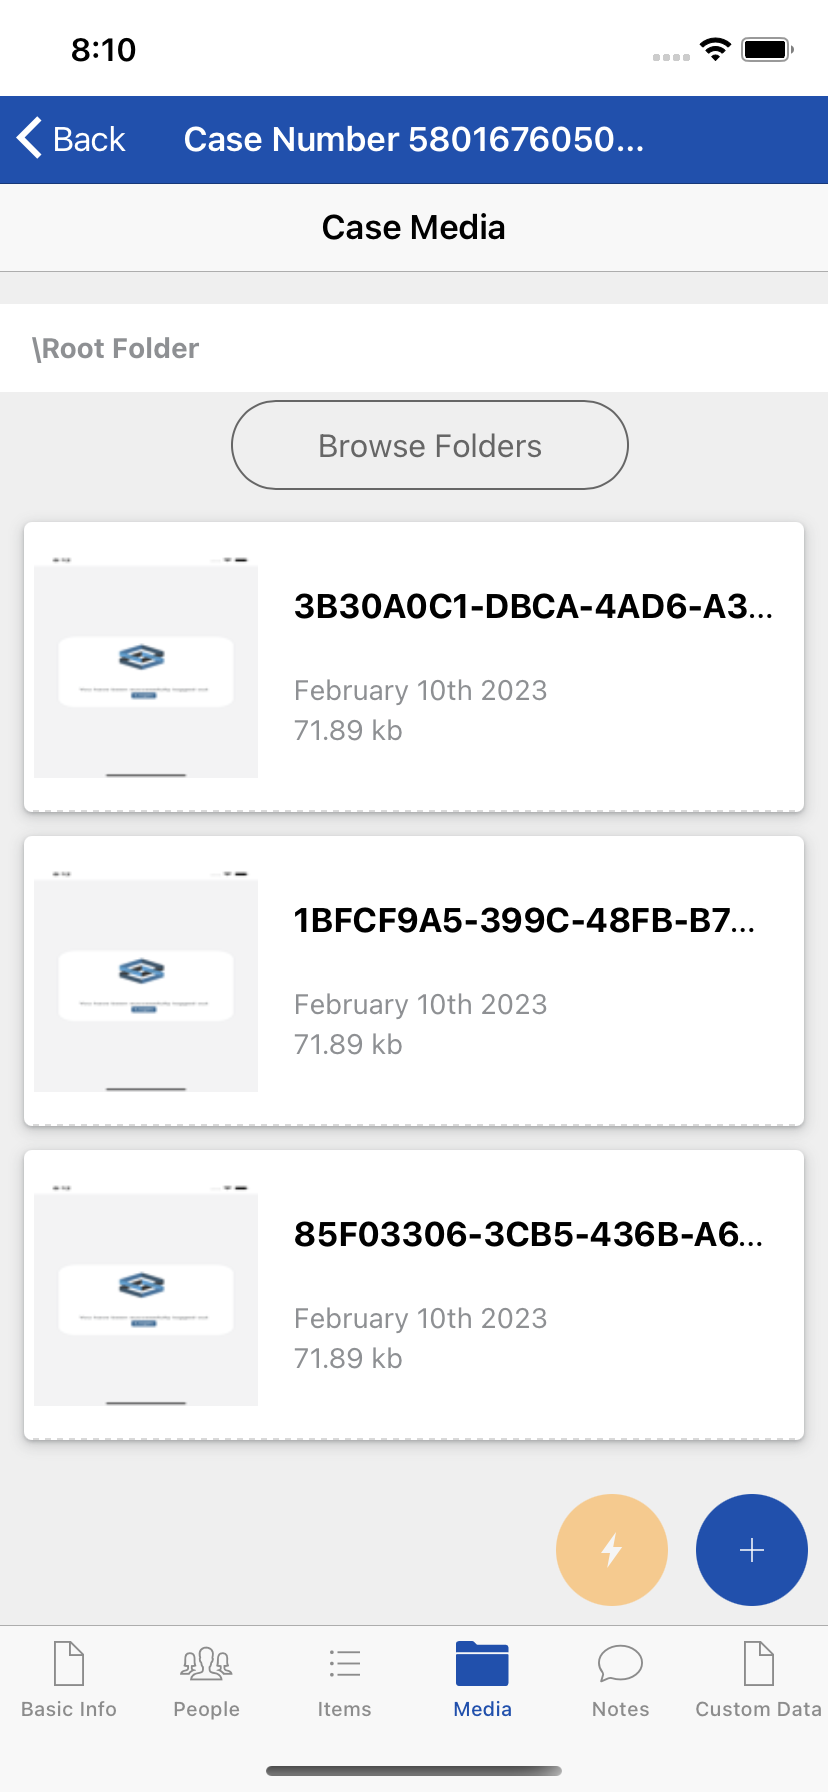 8:10
Back
Case Number 5801676050...
Case Media
\Root Folder
Browse Folders
3B30A0C1-DBCA-4AD6-A3...
February 10th 2023
71.89 kb
1BFCF9A5-399C-48FB-B7...
February 10th 2023
71.89 kb
85F03306-3CB5-436B-A6...
February 10th 2023
71.89 kb
Basic Info
People
Items
Media
Notes
Custom Data